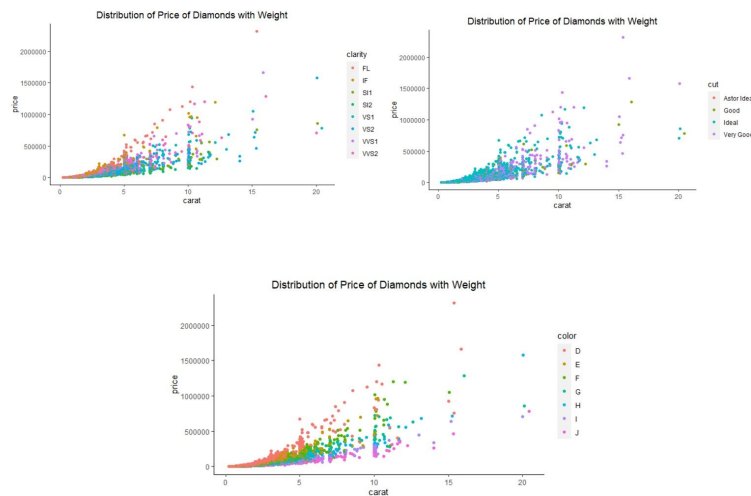 Distribution of Price of Diamonds with Weight
2000000
1500000
1000000
500000
0
price
0
5
10
15
20
carat
clarity
FL
IF
SI1
SI2
VS1
VS2
VVS1
VVS2
Distribution of Price of Diamonds with Weight
2000000
1500000
1000000
500000
0
price
0
5
10
15
20
carat
cut
Astor Idea
Good
Ideal
Very Good
Distribution of Price of Diamonds with Weight
2000000
1500000
1000000
500000
0
price
0
5
10
15
20
carat
color
D
E
F
G
H
I
J